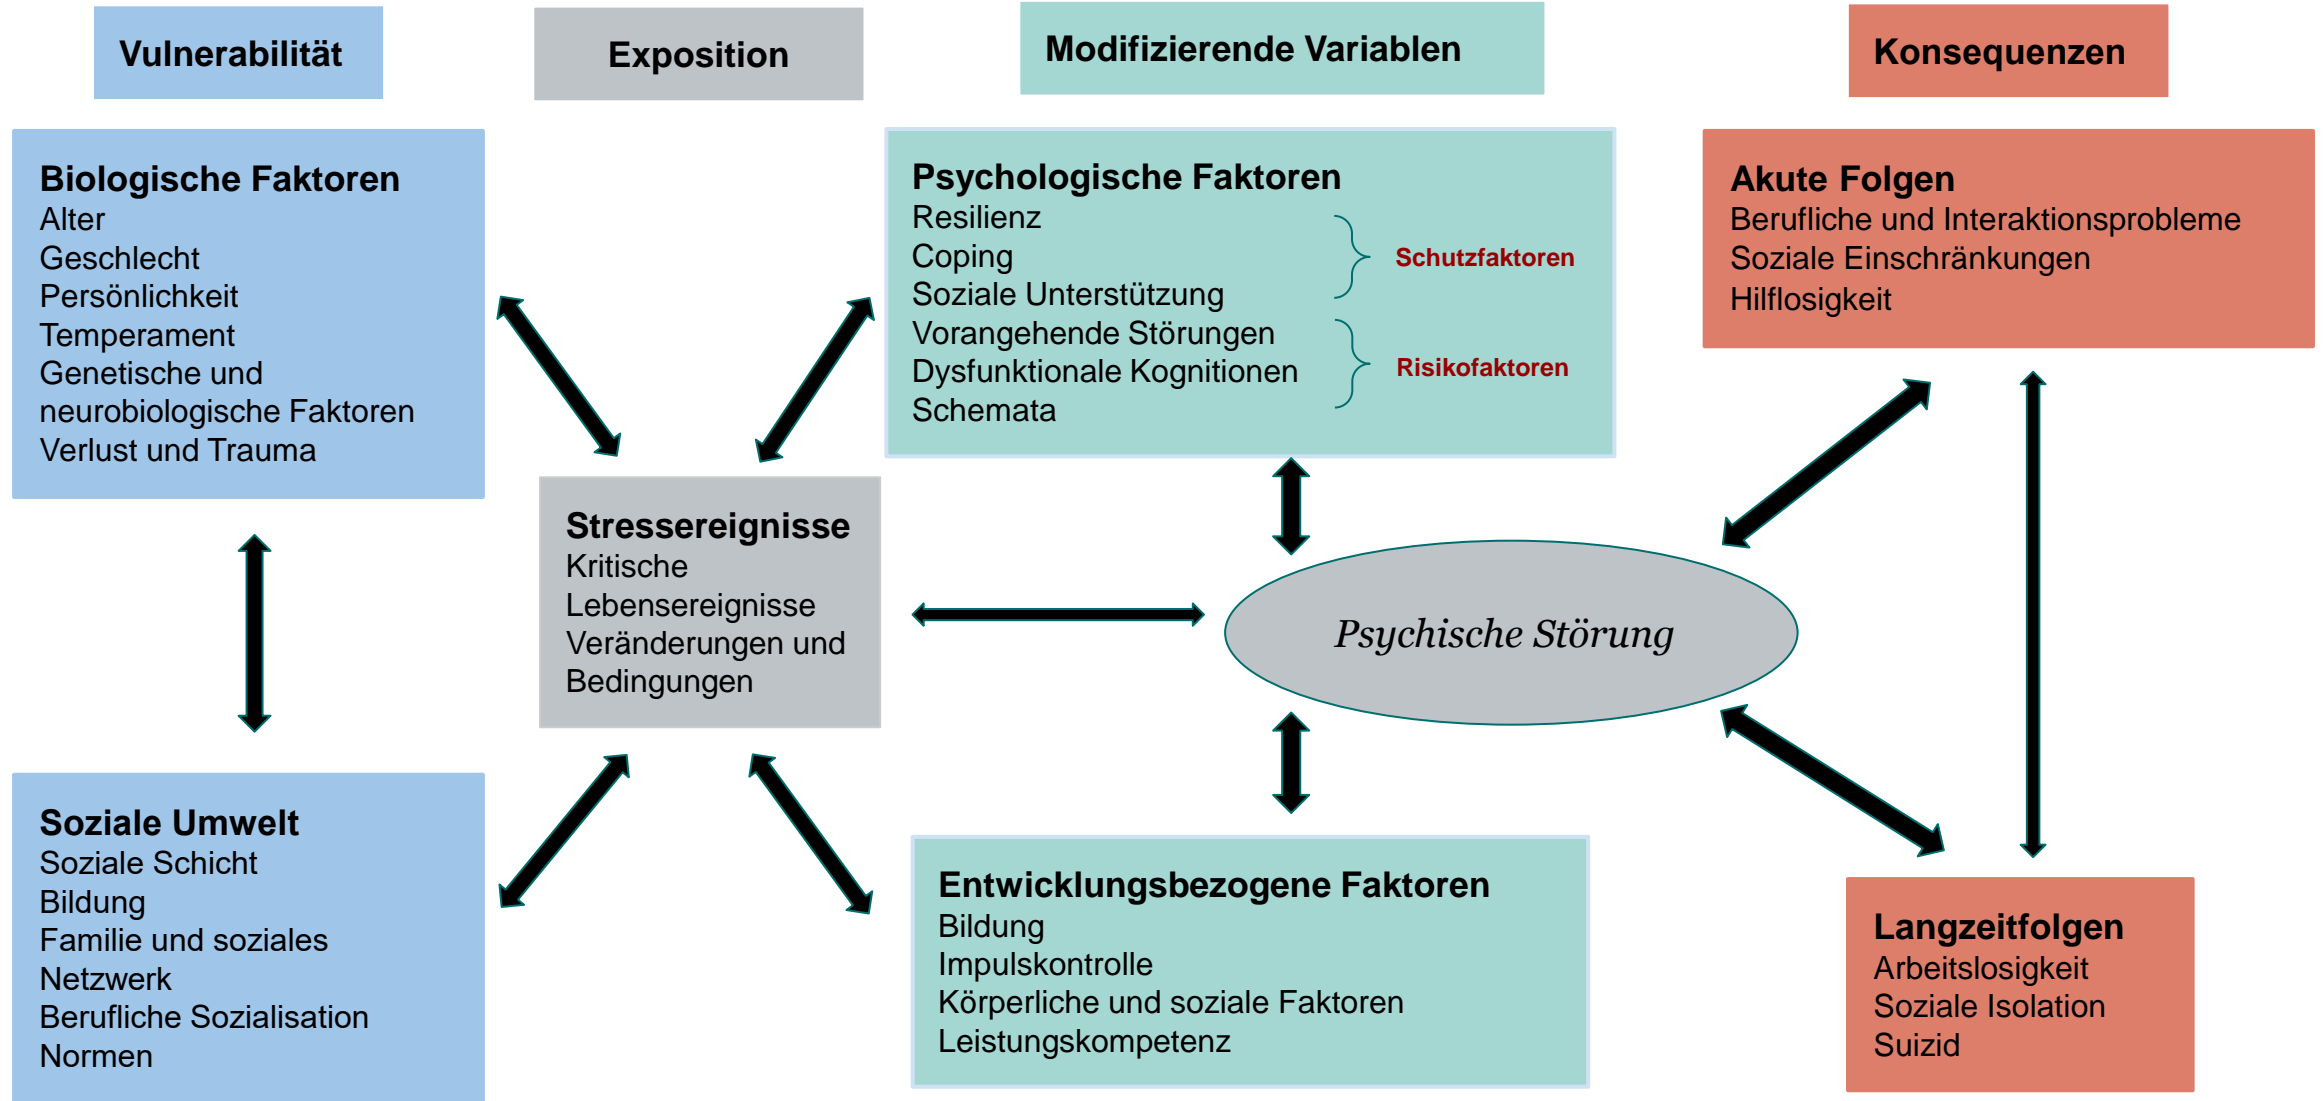 Vulnerabilität
Exposition
Modifizierende Variablen
Konsequenzen
Biologische Faktoren
Alter
Geschlecht
Persönlichkeit
Temperament
Genetische und
neurobiologische Faktoren
Verlust und Trauma
Soziale Umwelt
Soziale Schicht
Bildung
Familie und soziales
Netzwerk
Berufliche Sozialisation
Normen
Stressereignisse
Kritische
Lebensereignisse
Veränderungen und
Bedingungen
Psychologische Faktoren
Resilienz
Coping
Soziale Unterstützung
Schutzfaktoren
Vorangehende Störungen
Dysfunktionale Kognitionen
Schemata
Risikofaktoren
Psychische Störung
Entwicklungsbezogene Faktoren
Bildung
Impulskontrolle
Körperliche und soziale Faktoren
Leistungskompetenz
Akute Folgen
Berufliche und Interaktionsprobleme
Soziale Einschränkungen
Hilflosigkeit
Langzeitfolgen
Arbeitslosigkeit
Soziale Isolation
Suizid